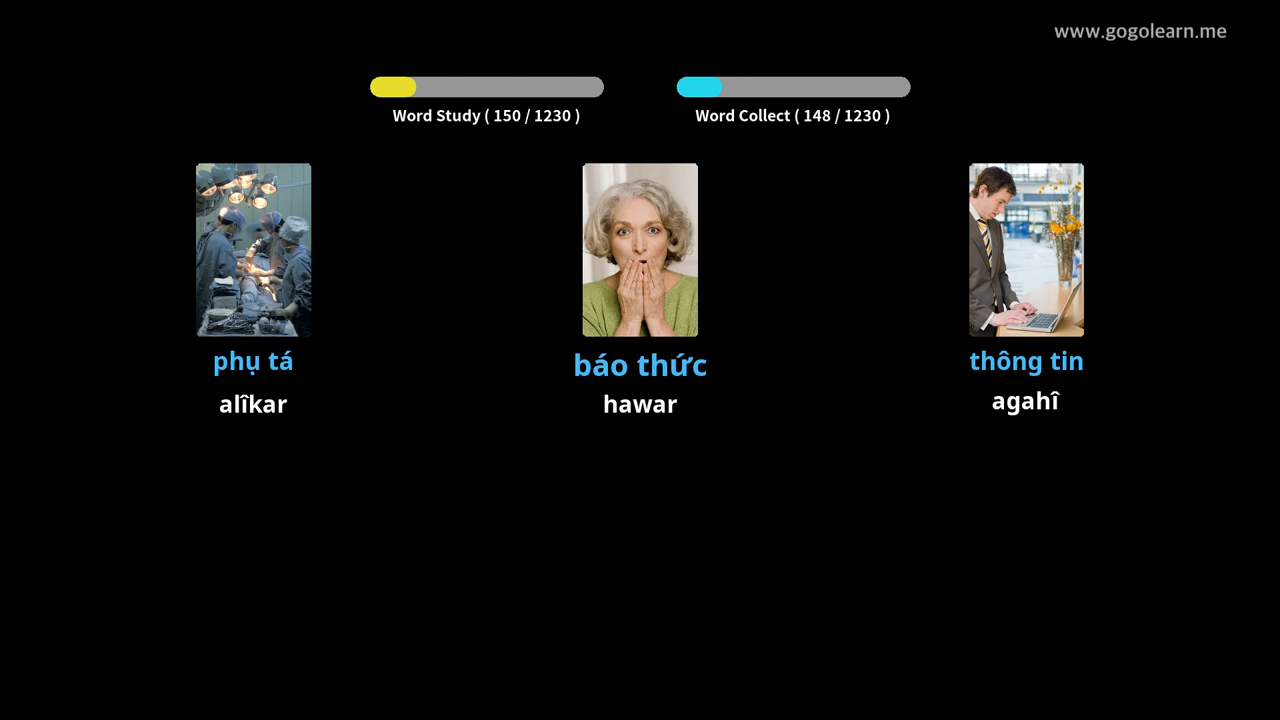 www.gogolearn.me
Word Study ( 150 / 1230 )
Word Collect ( 148 / 1230 )
phụ tá
báo thức
thông tin
alîkar
hawar
agahî